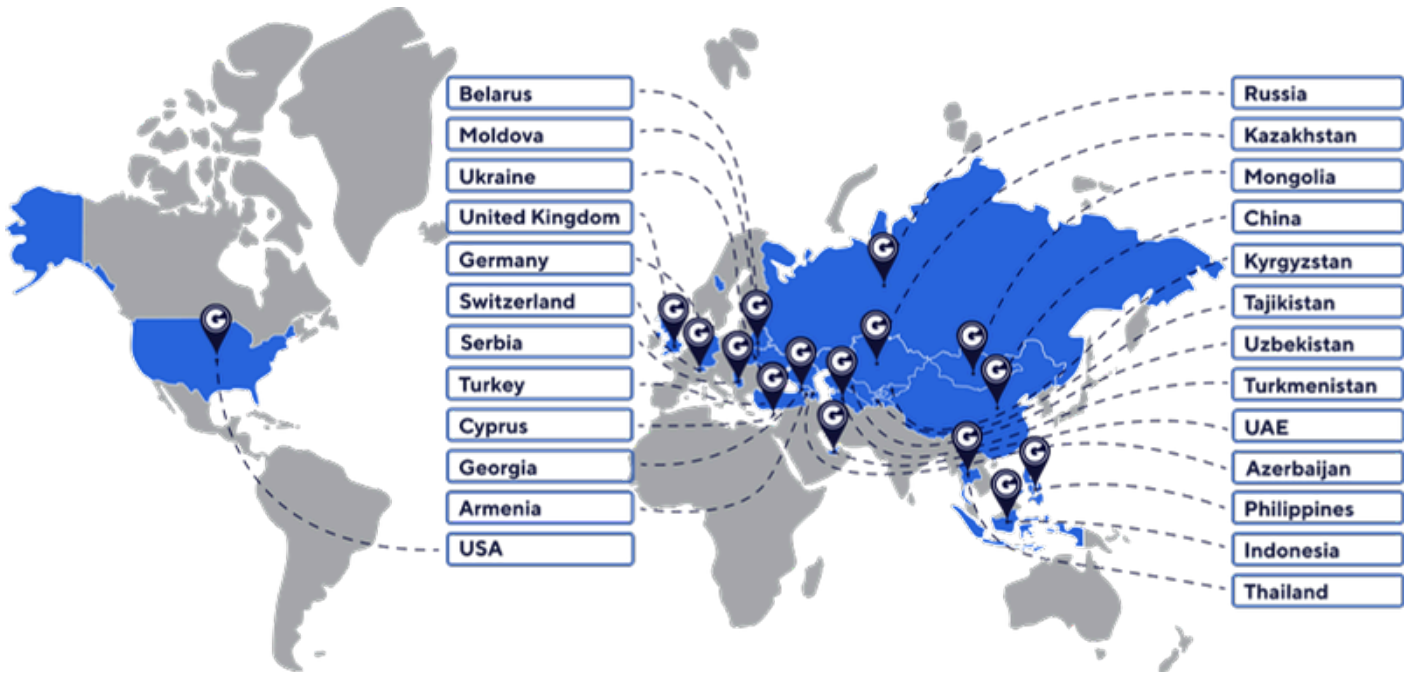 Belarus
Moldova
Ukraine
United Kingdom
Germany
Switzerland
Serbia
Turkey
Cyprus
Georgia
Armenia
USA
Russia
Kazakhstan
Mongolia
China
Kyrgyzstan
Tajikistan
Uzbekistan
Turkmenistan
UAE
Azerbaijan
Philippines
Indonesia
Thailand